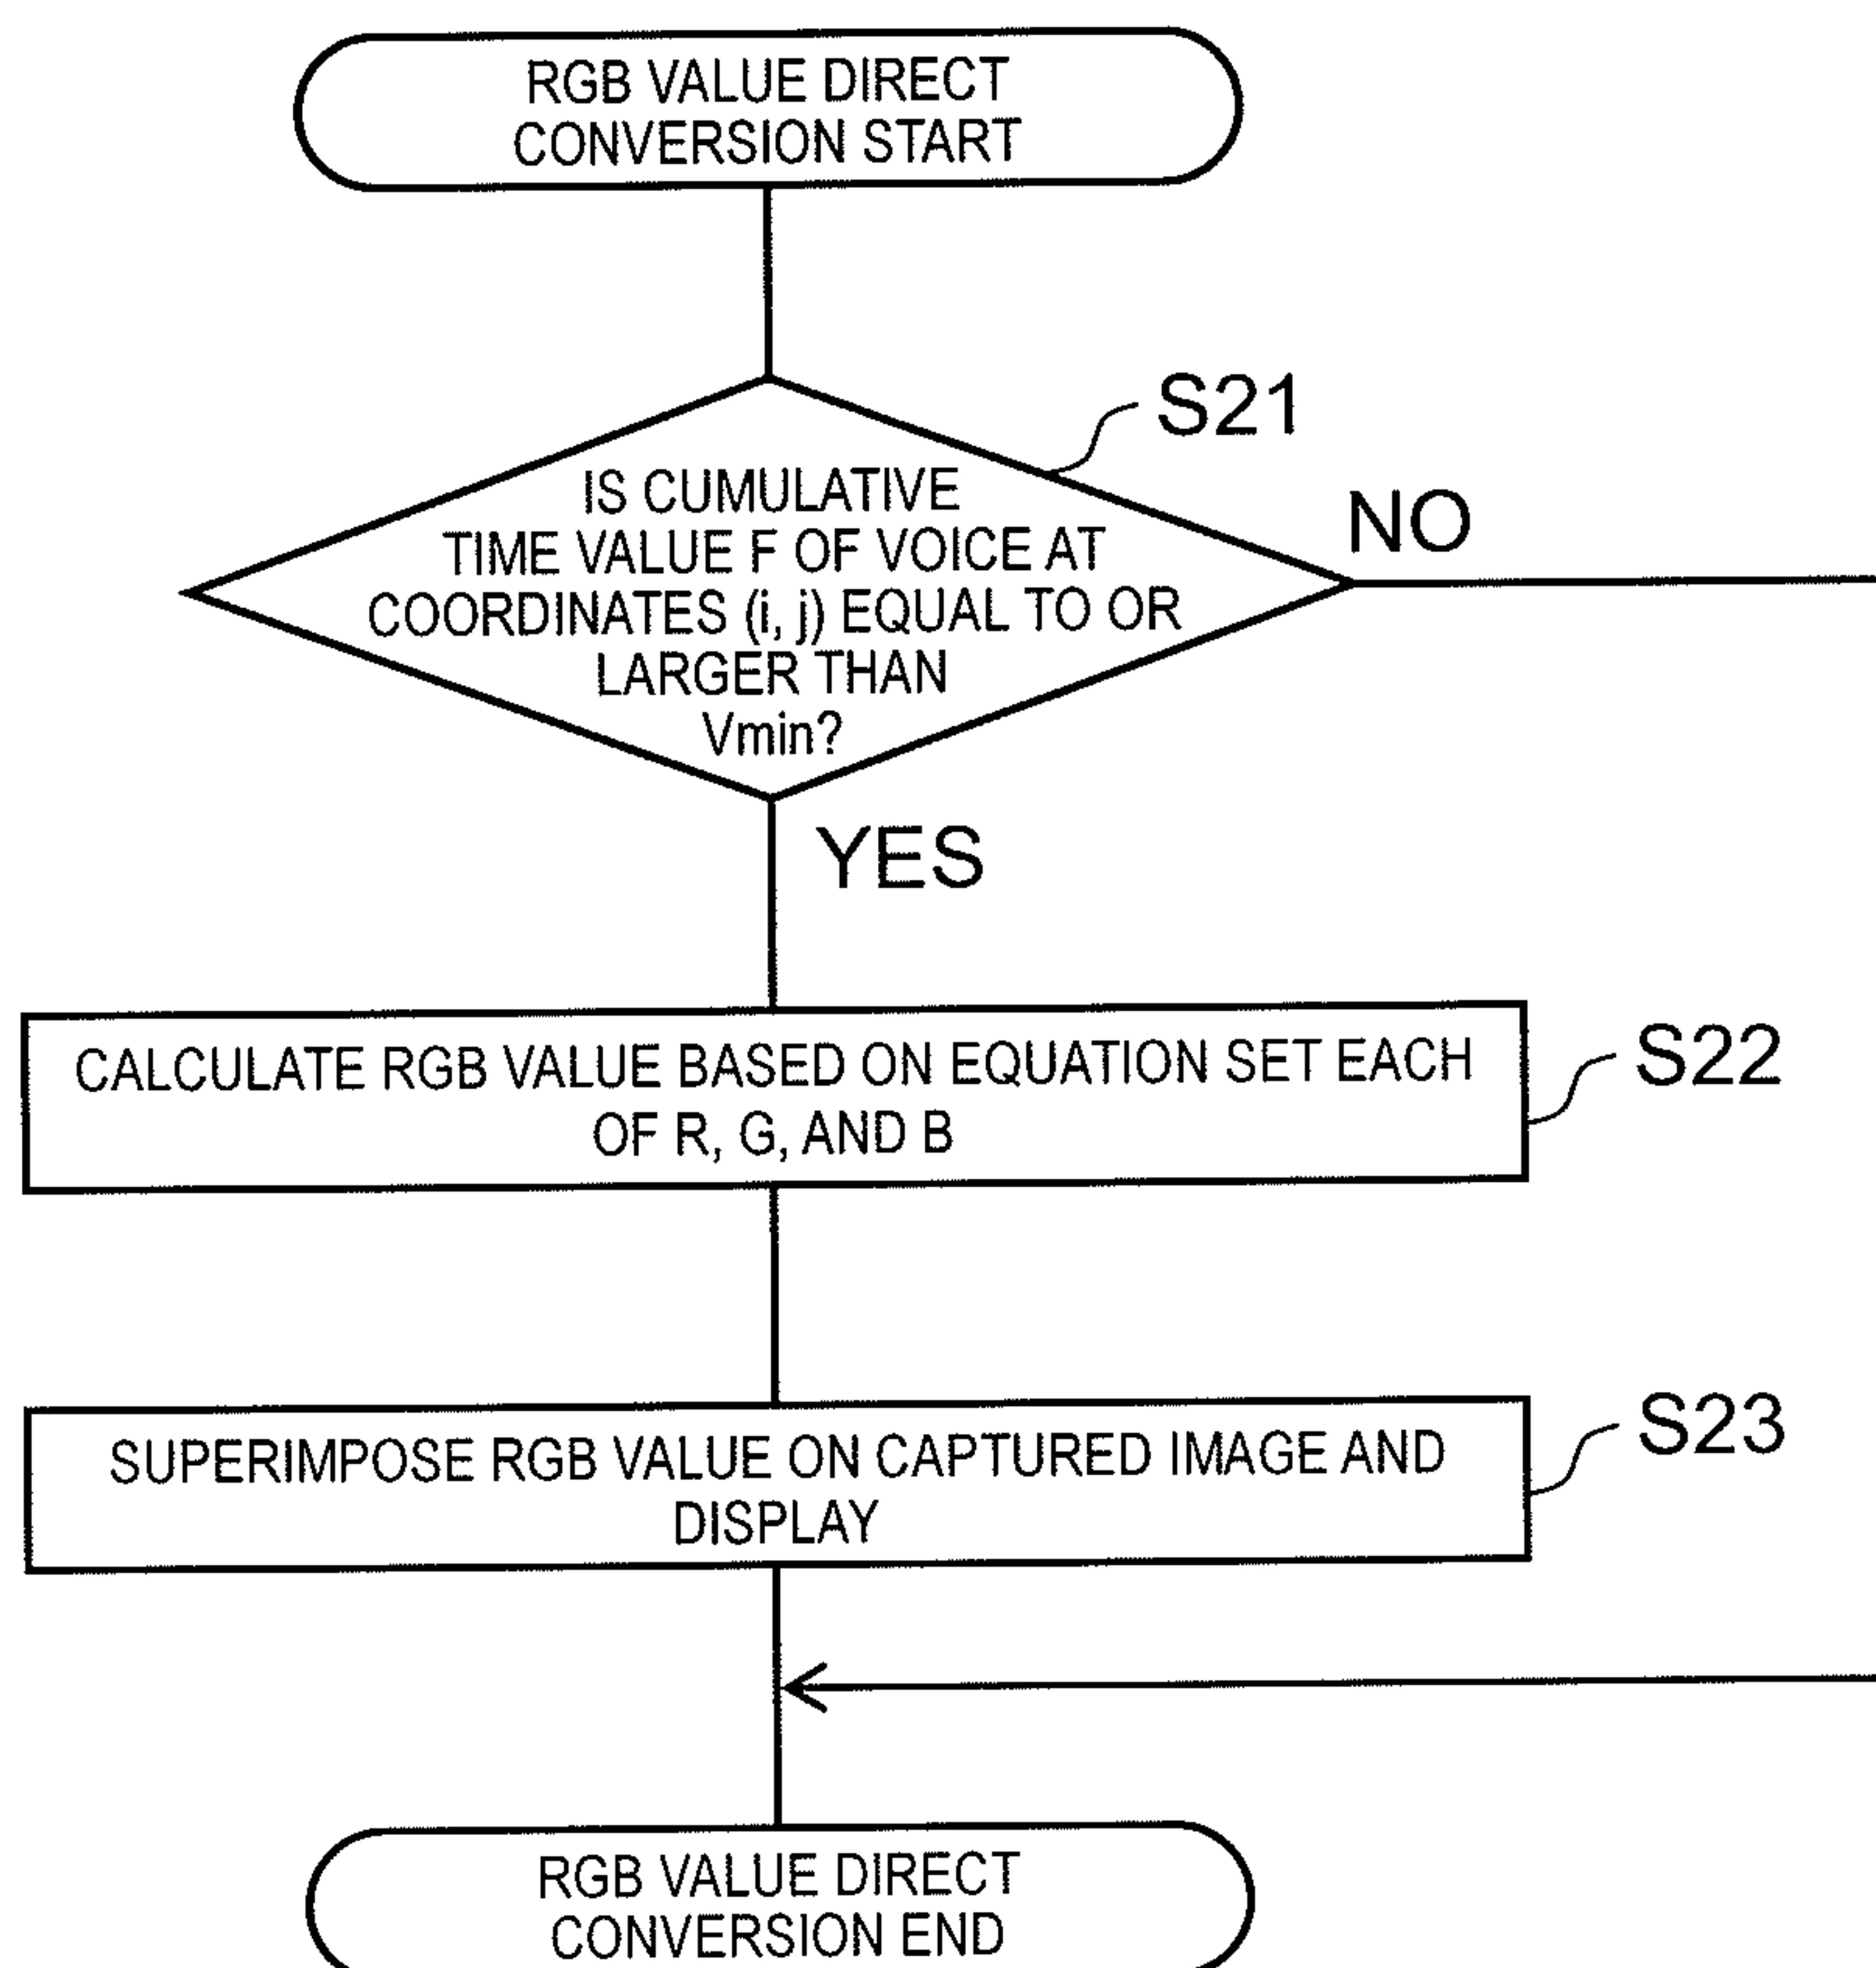 RGB VALUE DIRECT
CONVERSION START
S21
IS CUMULATIVE
TIME VALUE F OF VOICE AT
COORDINATES (i, j) EQUAL TO OR
LARGER THAN
Vmin?
NO
YES
CALCULATE RGB VALUE BASED ON EQUATION SET EACH
OF R, G, AND B
S22
SUPERIMPOSE RGB VALUE ON CAPTURED IMAGE AND
DISPLAY
S23
RGB VALUE DIRECT
CONVERSION END